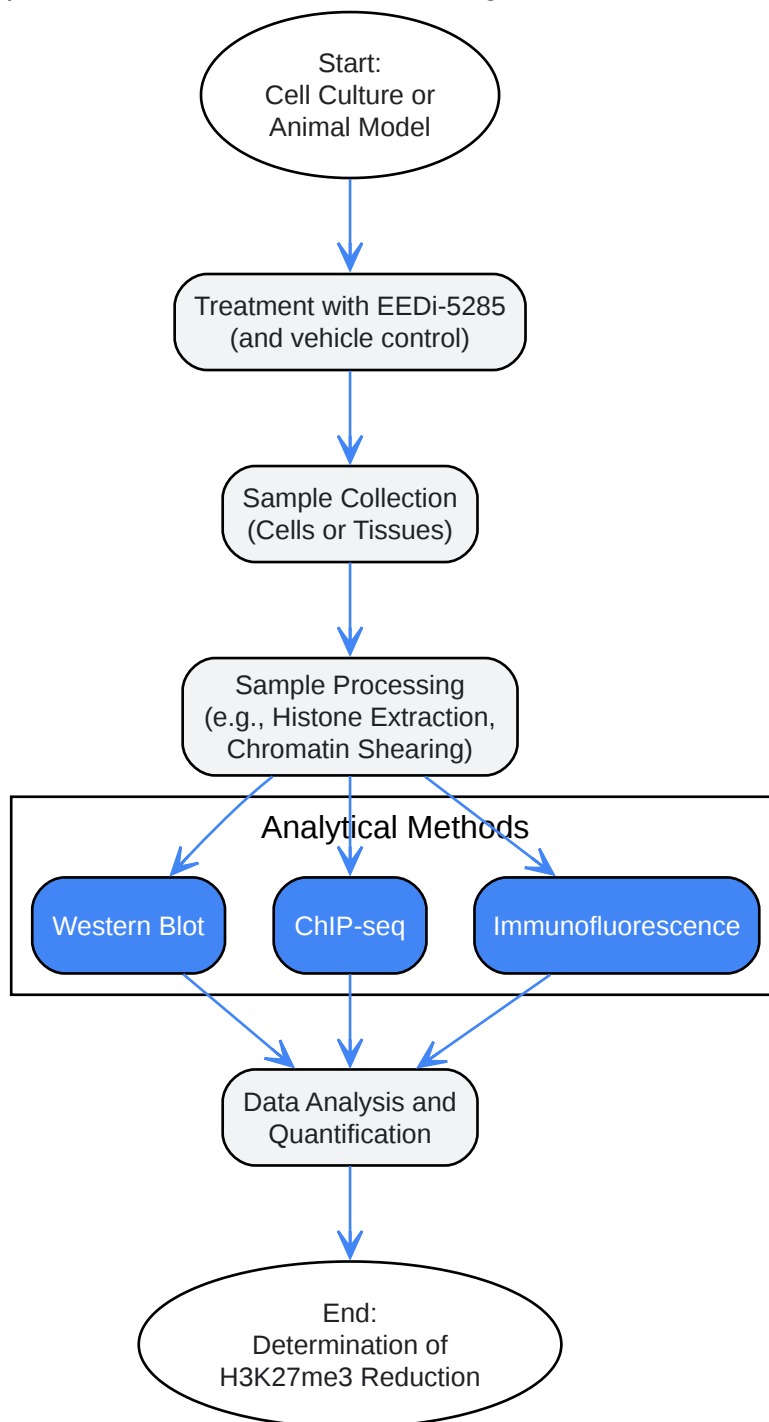 Start:
Cell Culture or
Animal Model
Treatment with EEDi-5285
(and vehicle control)
Sample Collection
(Cells or Tissues)
Sample Processing
(e.g., Histone Extraction,
Chromatin Shearing)
Analytical Methods
Western Blot
ChIP-seq
Immunofluorescence
Data Analysis and
Quantification
End:
Determination of
H3K27me3 Reduction